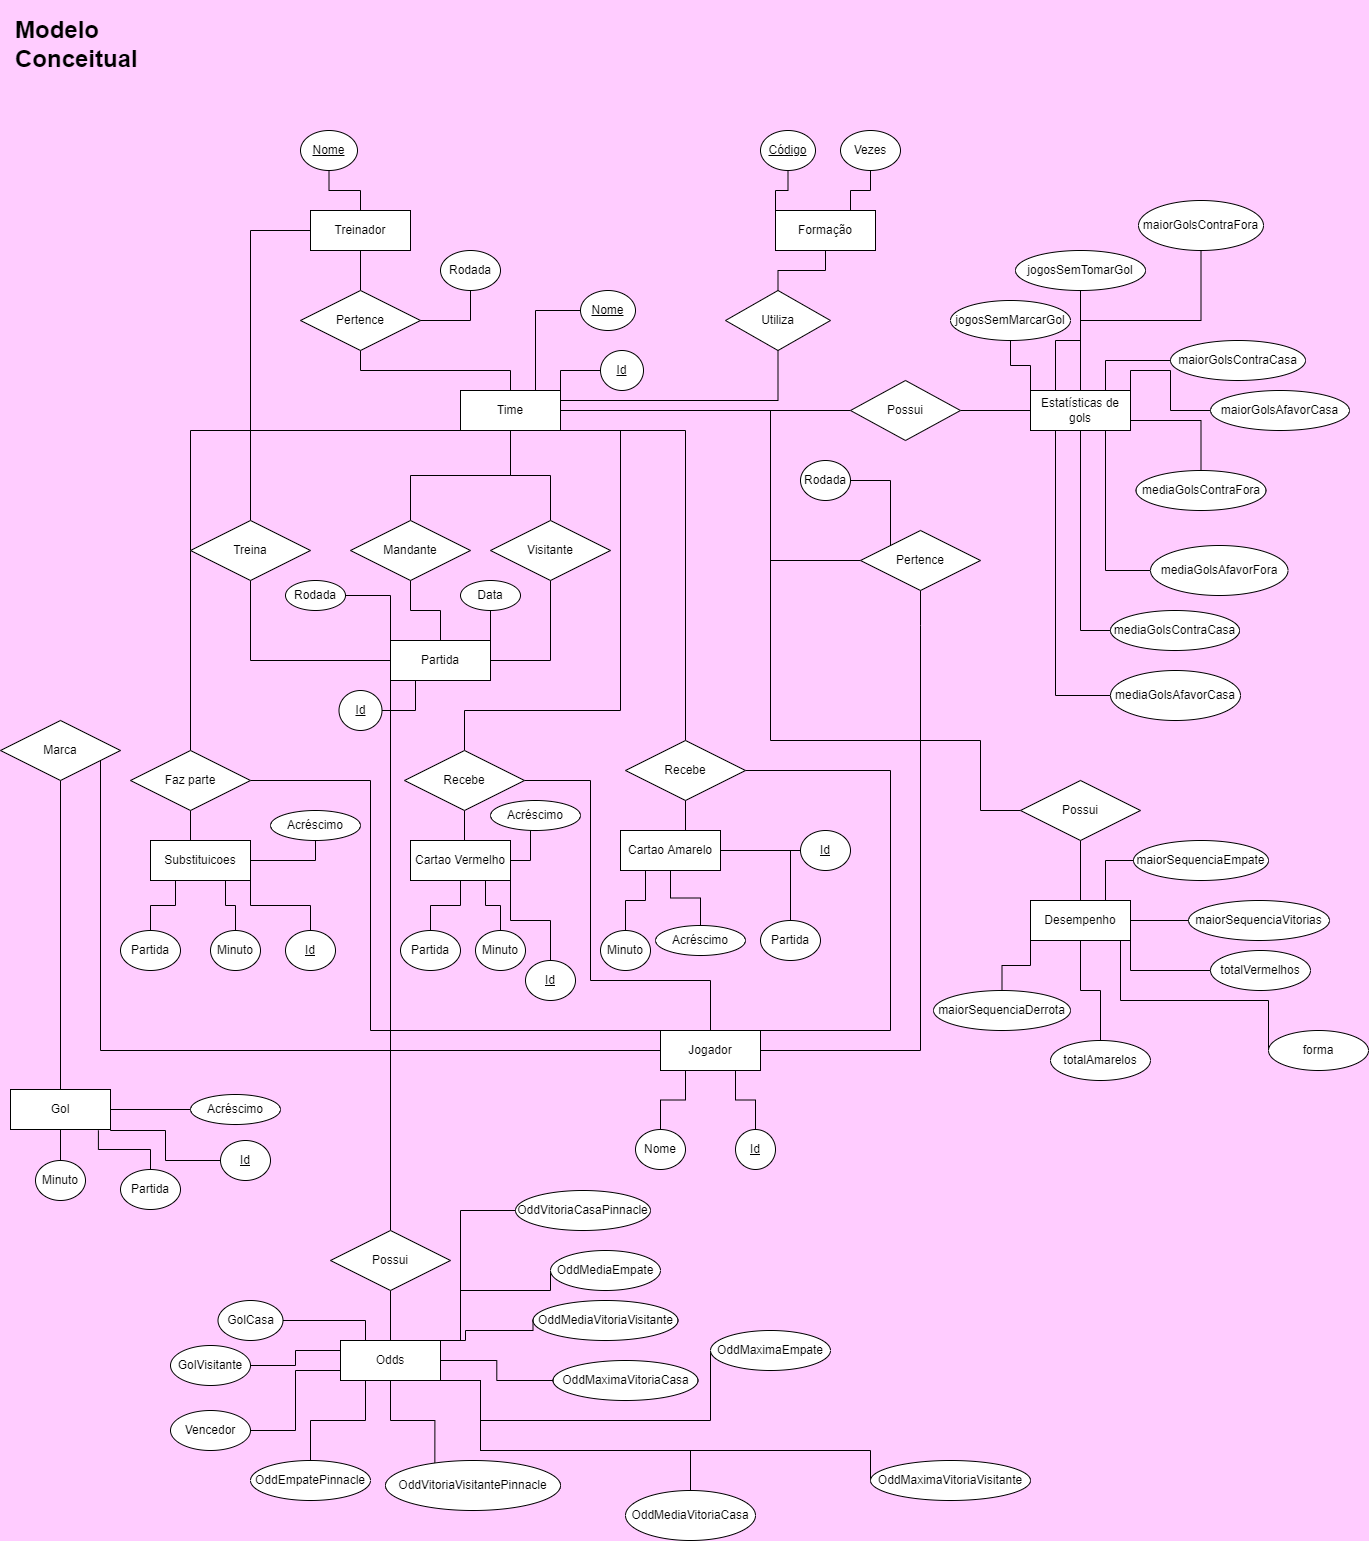 Modelo
Conceitual
Nome
Código
Vezes
Treinador
Formação
maiorGolsContraFora
Rodada
jogosSemTomarGol
Pertence
Nome
Utiliza
jogosSemMarcarGol
Id
maiorGolsContraCasa
Time
Possui
Estatísticas de
gols
maiorGolsAfavorCasa
Rodada
mediaGolsContraFora
Treina
Mandante
Visitante
Pertence
mediaGolsAfavorFora
Rodada
Data
mediaGolsContraCasa
Partida
Id
mediaGolsAfavorCasa
Marca
Faz parte
Recebe
Recebe
Possui
Acréscimo
Acréscimo
Substituicoes
Cartao Vermelho
Cartao Amarelo
Id
maiorSequenciaEmpate
Desempenho
maiorSequenciaVitorias
Partida
Minuto
Id
Partida
Minuto
Minuto
Acréscimo
Partida
totalVermelhos
Id
maiorSequenciaDerrota
Jogador
totalAmarelos
forma
Gol
Acréscimo
Id
Nome
Id
Minuto
Partida
OddVitoriaCasaPinnacle
Possui
OddMediaEmpate
GolCasa
OddMediaVitoriaVisitante
OddMaximaEmpate
GolVisitante
Odds
OddMaximaVitoriaCasa
Vencedor
OddEmpatePinnacle
OddVitoriaVisitantePinnacle
OddMaximaVitoriaVisitante
OddMediaVitoriaCasa